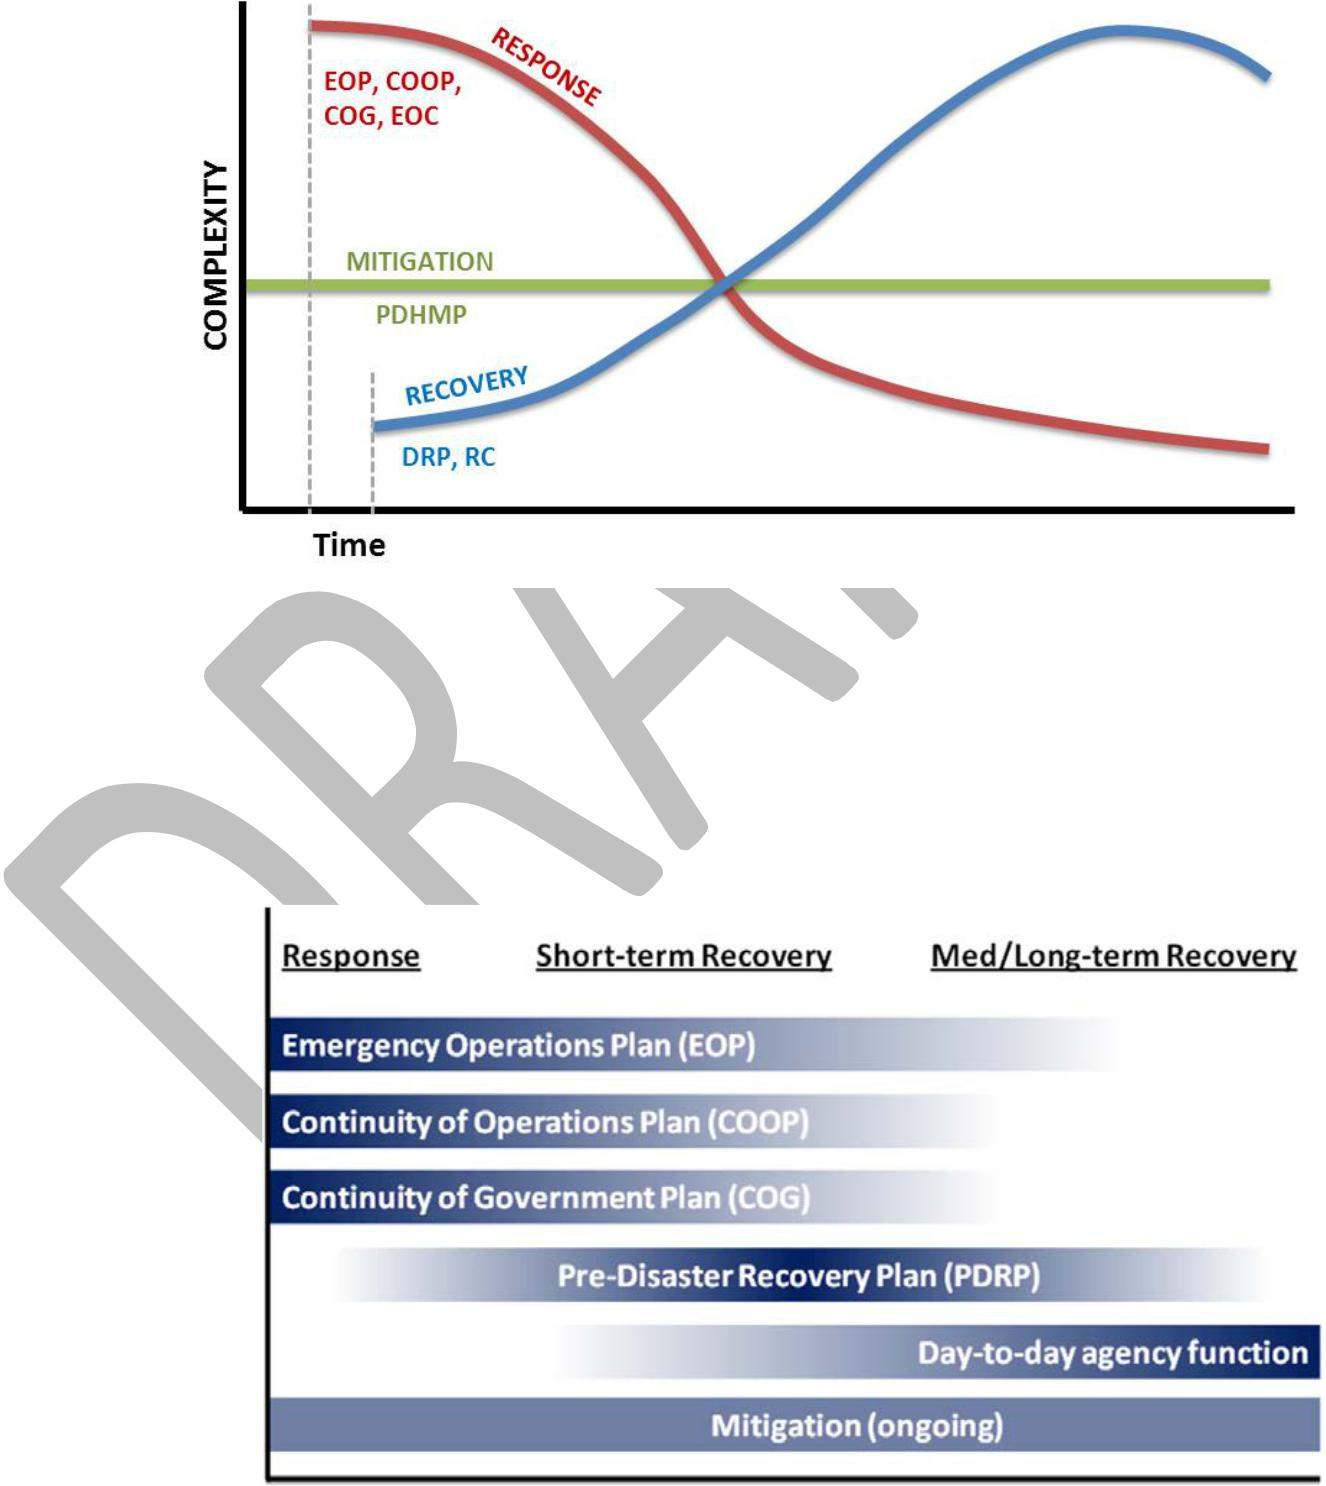 RESPONSE
EOP, COOP,
COG, EOC
COMPLEXITY
MITIGATION
PDHMP
RECOVERY
DRP, RC
Time
DRA
Response Short-term Recovery Med/Long-term Recovery
Emergency Operations Plan (EOP)
Continuity of Operations Plan (COOP)
Continuity of Government Plan (COG)
Pre-Disaster Recovery Plan (PDRP)
Day-to-day agency function
Mitigation (ongoing)